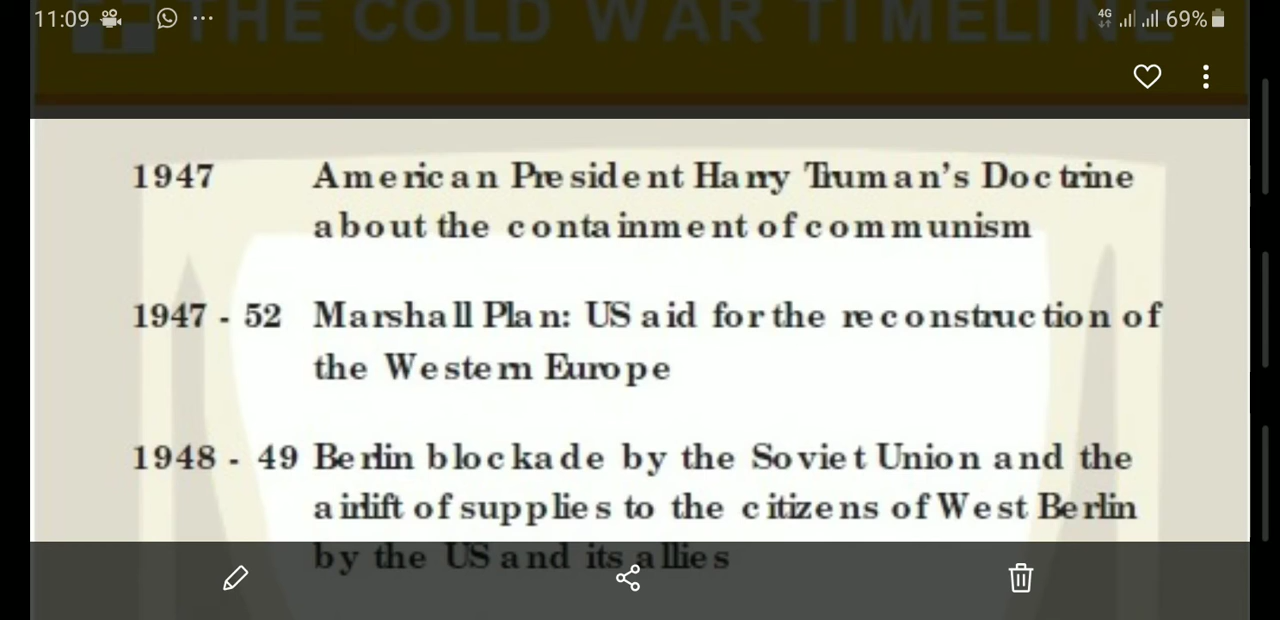 11:09 ... 4G 69%
THE COLD WAR TIMELINE
1947 American President Harry Truman's Doctrine
about the containment of communism
1947 - 52 Marshall Plan: US aid for the reconstruction of
the Western Europe
1948 - 49 Berlin blockade by the Soviet Union and the
airlift of supplies to the citizens of West Berlin
by the US and its allies